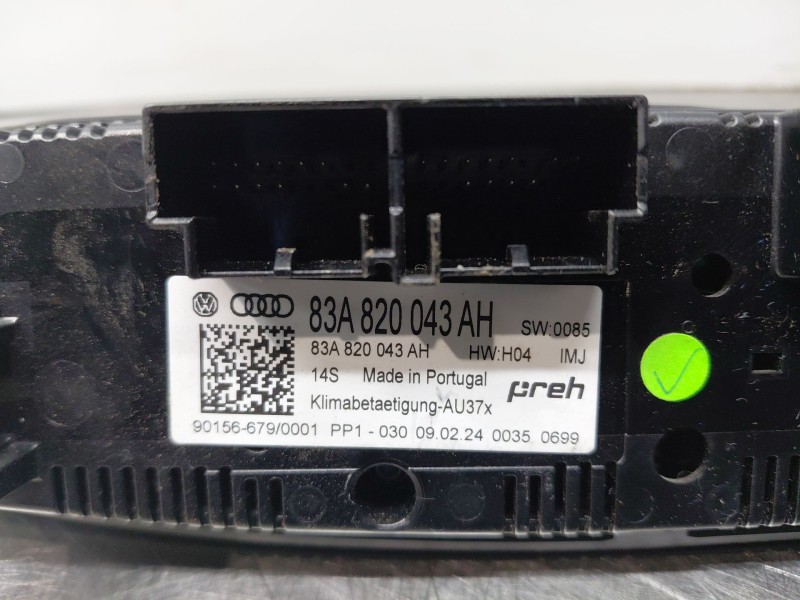 83A 820 043 AH SW:0085
83A 820 043 AH HW:H04 IMJ
14S Made in Portugal preh
Klimabetaetigung-AU37x
90156-679/0001 PP1 - 030 09.02.24 0035 0699